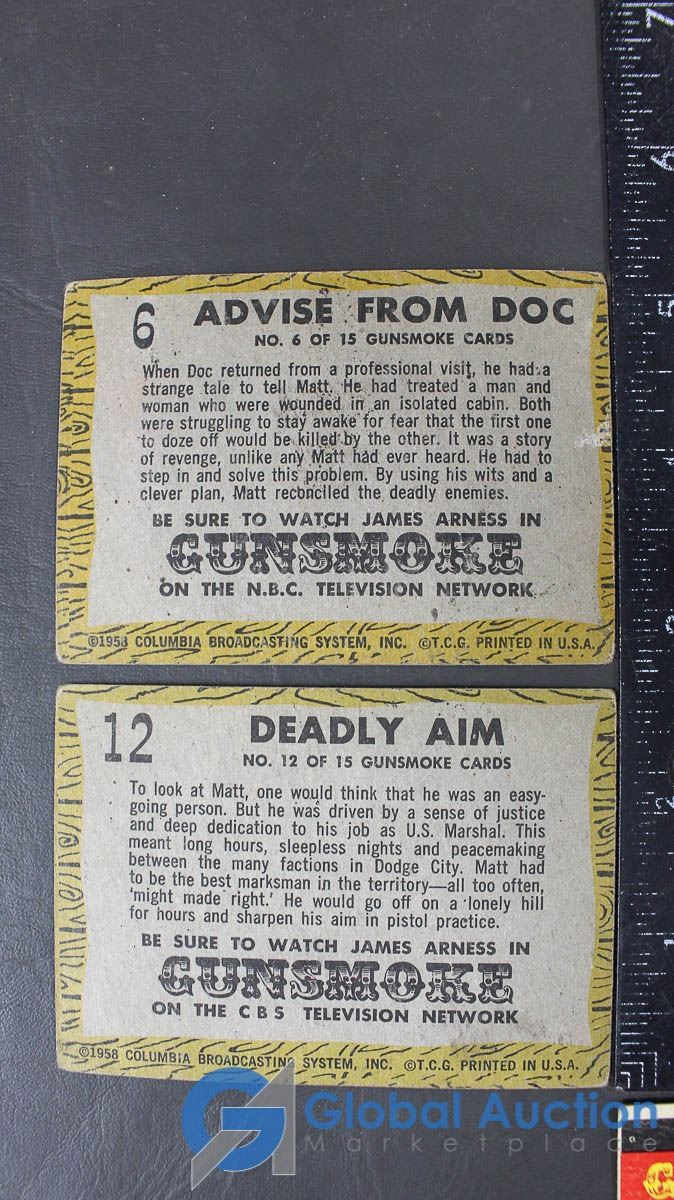 6
ADVISE FROM DOC
NO. 6 OF 15 GUNSMOKE CARDS
When Doc returned from a professional visit, he had a
strange tale to tell Matt. He had treated a man and
woman who were wounded in an isolated cabin. Both
were struggling to stay awake for fear that the first one
to doze off would be killed by the other. It was a story
of revenge, unlike any Matt had ever heard. He had to
step in and solve this problem. By using his wits and a
clever plan, Matt reconciled the deadly enemies.
BE SURE TO WATCH JAMES ARNESS IN
GUNSMOKE
ON THE N.B.C. TELEVISION NETWORK
©1958 COLUMBIA BROADCASTING SYSTEM, INC. ©T.C.G. PRINTED IN U.S.A.
12
DEADLY AIM
NO. 12 OF 15 GUNSMOKE CARDS
To look at Matt, one would think that he was an easy-
going person. But he was driven by a sense of justice
and deep dedication to his job as U.S. Marshal. This
meant long hours, sleepless nights and peacemaking
between the many factions in Dodge City. Matt had
to be the best marksman in the territory—all too often,
'might made right.' He would go off on a lonely hill
for hours and sharpen his aim in pistol practice.
BE SURE TO WATCH JAMES ARNESS IN
GUNSMOKE
ON THE CBS TELEVISION NETWORK
©1958 COLUMBIA BROADCASTING SYSTEM, INC. ©T.C.G. PRINTED IN U.S.A.
Global Auction
Marketplace
7